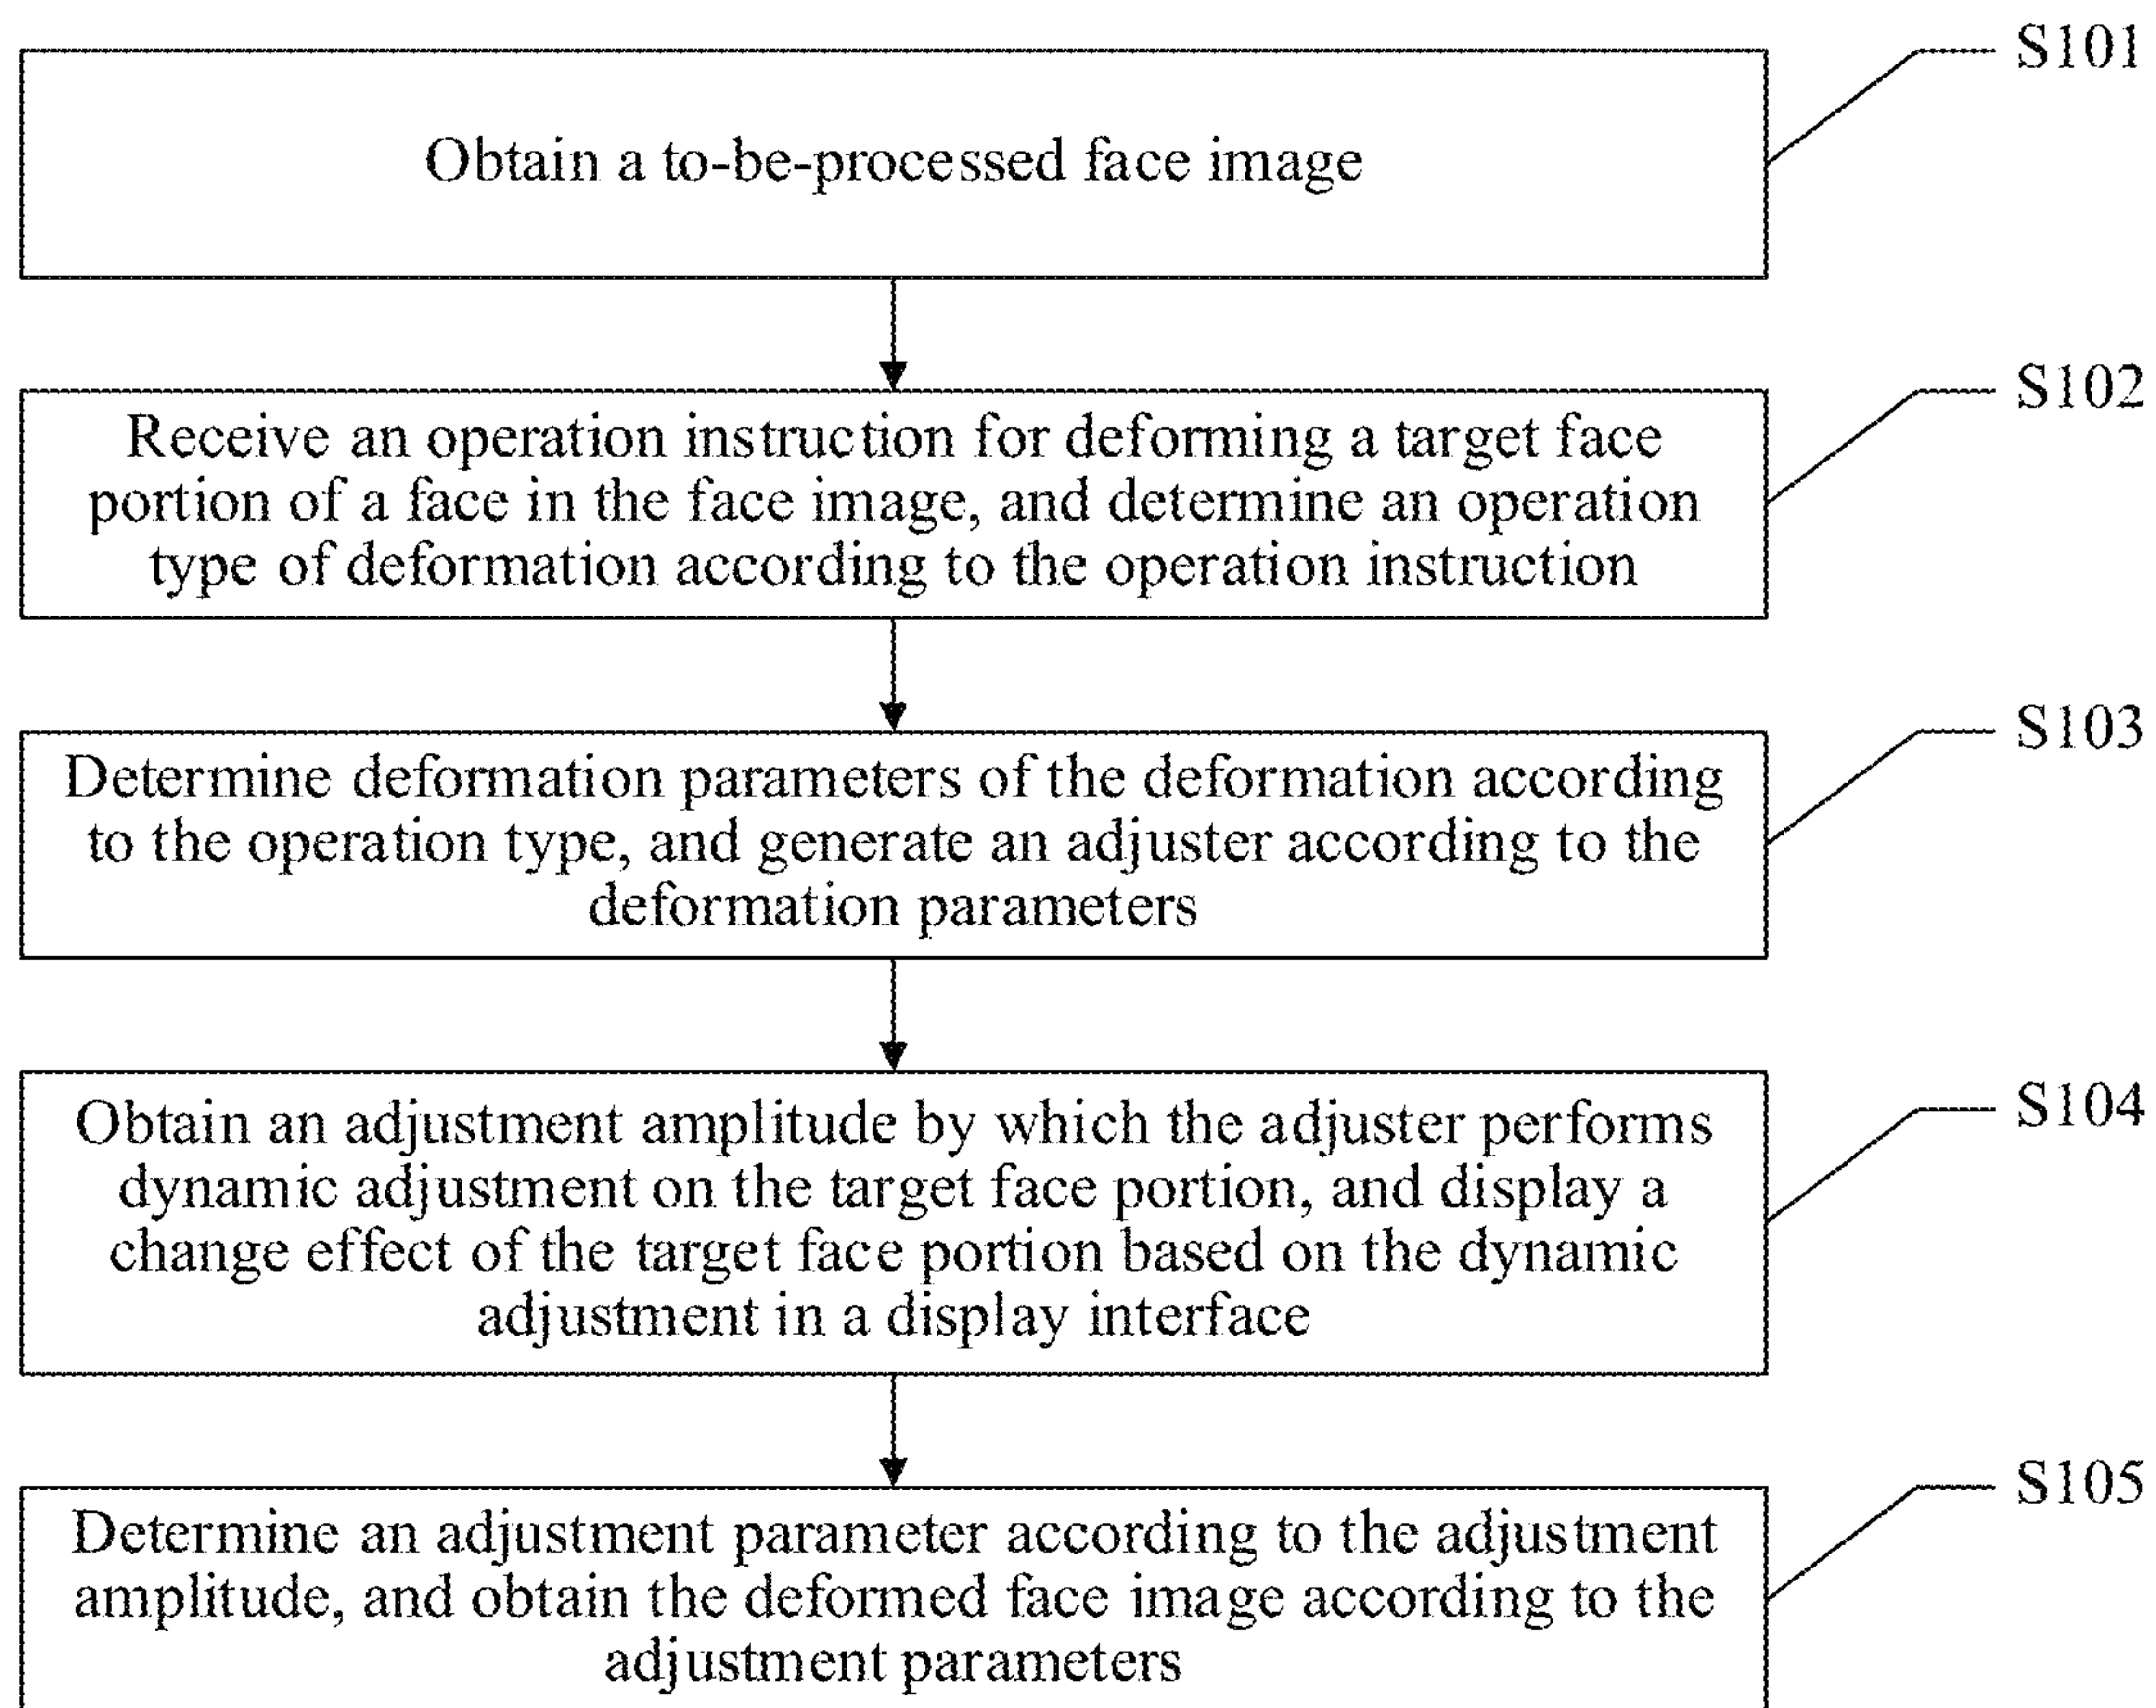 S101
Obtain a to-be-processed face image
S102
Receive an operation instruction for deforming a target face
portion of a face in the face image, and determine an operation
type of deformation according to the operation instruction
S103
Determine deformation parameters of the deformation according
to the operation type, and generate an adjuster according to the
deformation parameters
S104
Obtain an adjustment amplitude by which the adjuster performs
dynamic adjustment on the target face portion, and display a
change effect of the target face portion based on the dynamic
adjustment in a display interface
S105
Determine an adjustment parameter according to the adjustment
amplitude, and obtain the deformed face image according to the
adjustment parameters